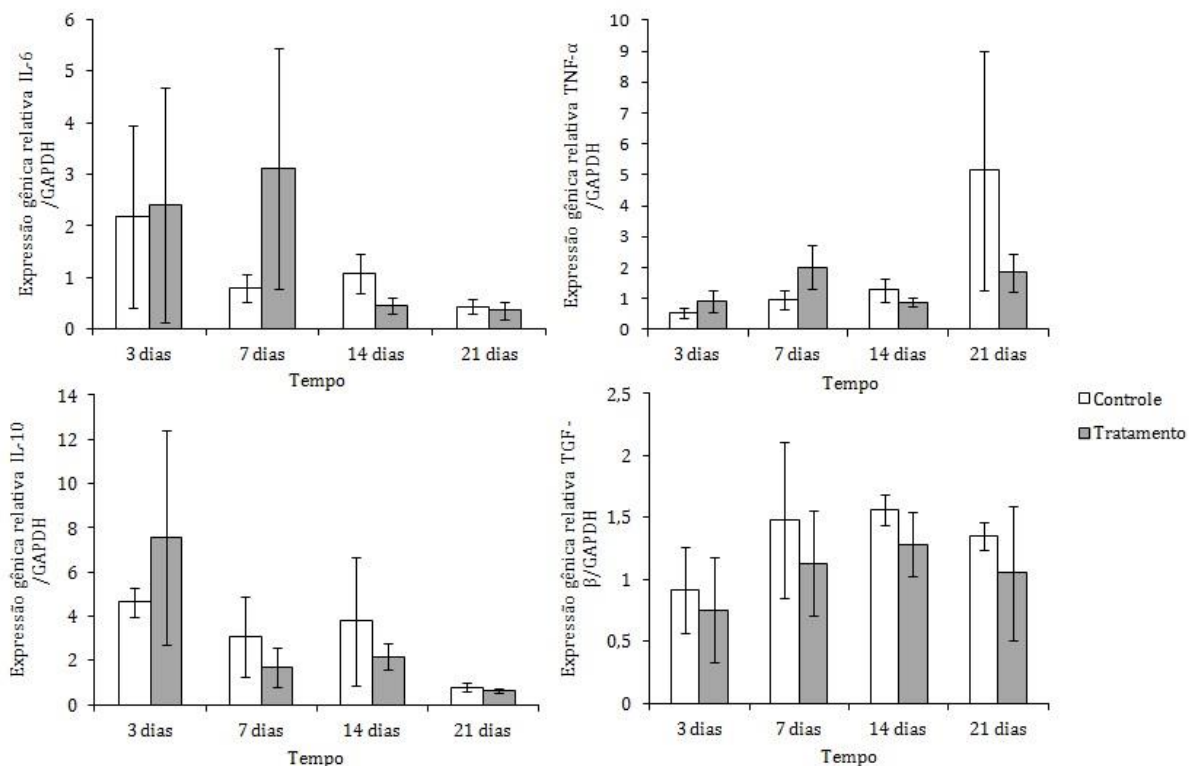 Expressão gênica relativa IL-6
/GAPDH
6
5
4
3
2
1
0
3 dias 7 dias 14 dias 21 dias
Tempo
Expressão gênica relativa TNF-α
/GAPDH
10
9
8
7
6
5
4
3
2
1
0
3 dias 7 dias 14 dias 21 dias
Tempo
Expressão gênica relativa IL-10
/GAPDH
14
12
10
8
6
4
2
0
3 dias 7 dias 14 dias 21 dias
Tempo
Expressão gênica relativa TGF-
β/GAPDH
2,5
2
1,5
1
0,5
0
3 dias 7 dias 14 dias 21 dias
Tempo
Controle
Tratamento